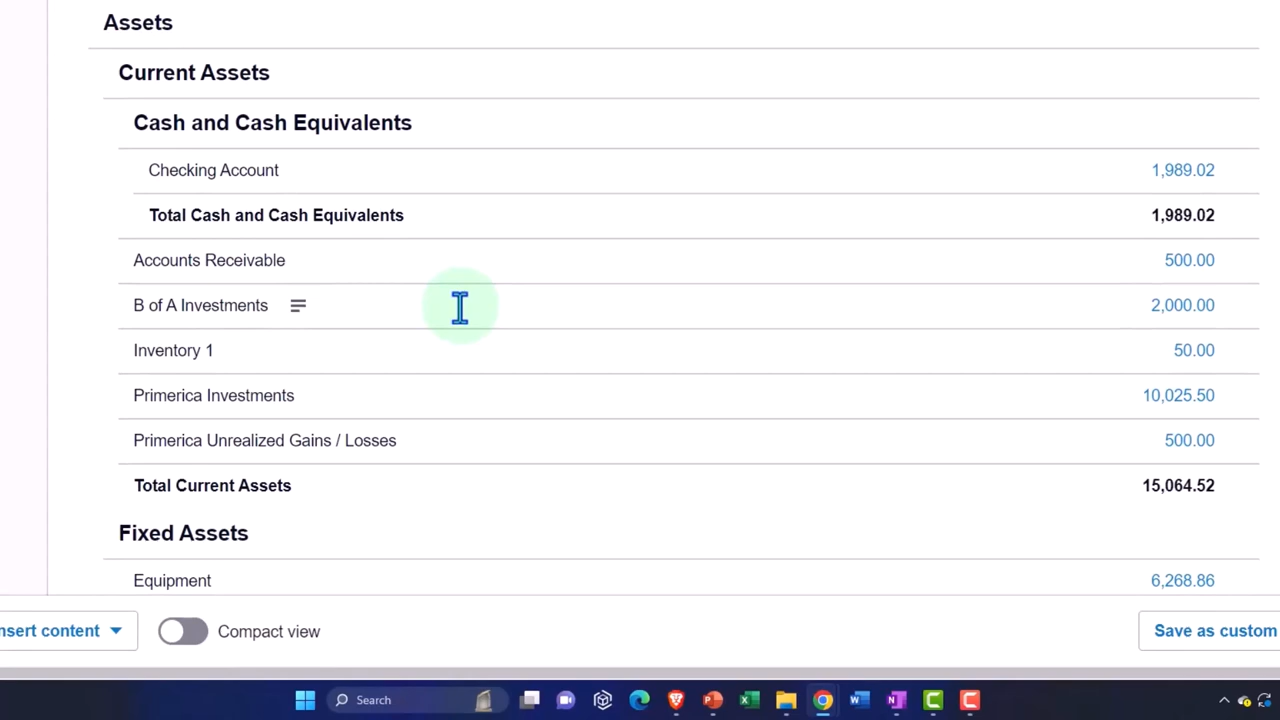 Assets
Current Assets
Cash and Cash Equivalents
Checking Account 1,989.02
Total Cash and Cash Equivalents 1,989.02
Accounts Receivable 500.00
B of A Investments 2,000.00
Inventory 1 50.00
Primerica Investments 10,025.50
Primerica Unrealized Gains / Losses 500.00
Total Current Assets 15,064.52
Fixed Assets
Equipment 6,268.86
nsert content Compact view Save as custom
Search